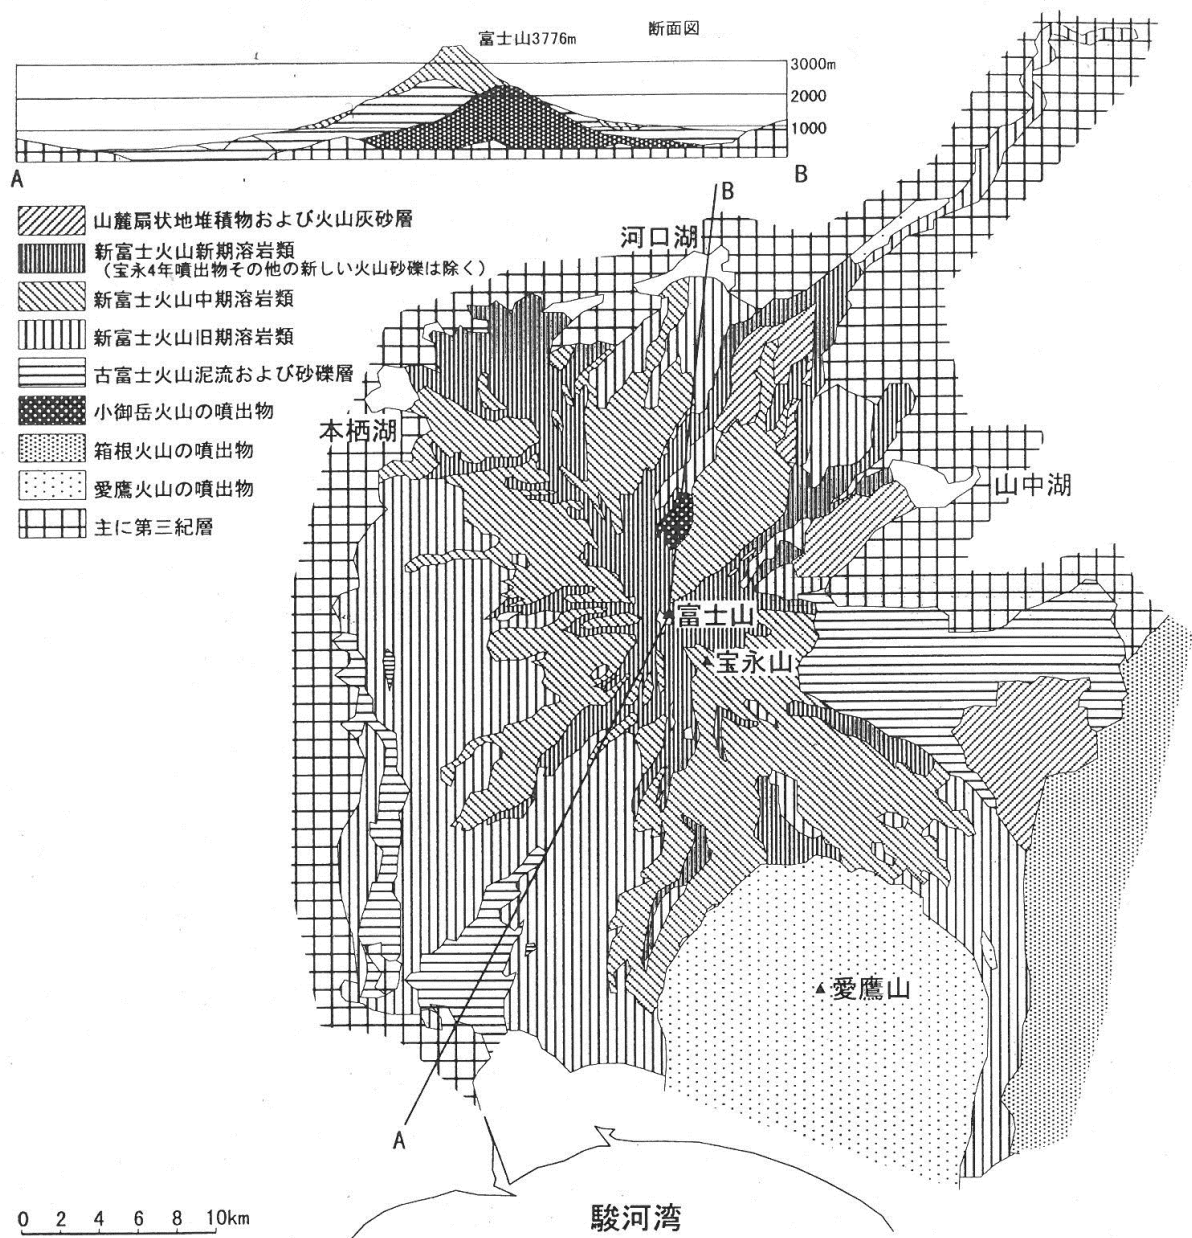 富士山3776m
断面図
3000m
2000
1000
A
B
山麓扇状地堆積物および火山灰砂層
新富士火山新期溶岩類
（宝永4年噴出物その他の新しい火山砂礫は除く）
新富士火山中期溶岩類
新富士火山旧期溶岩類
古富士火山泥流および砂礫層
小御岳火山の噴出物
箱根火山の噴出物
愛鷹火山の噴出物
主に第三紀層
B
河口湖
本栖湖
山中湖
富士山
宝永山
愛鷹山
A
駿河湾
0 2 4 6 8 10km